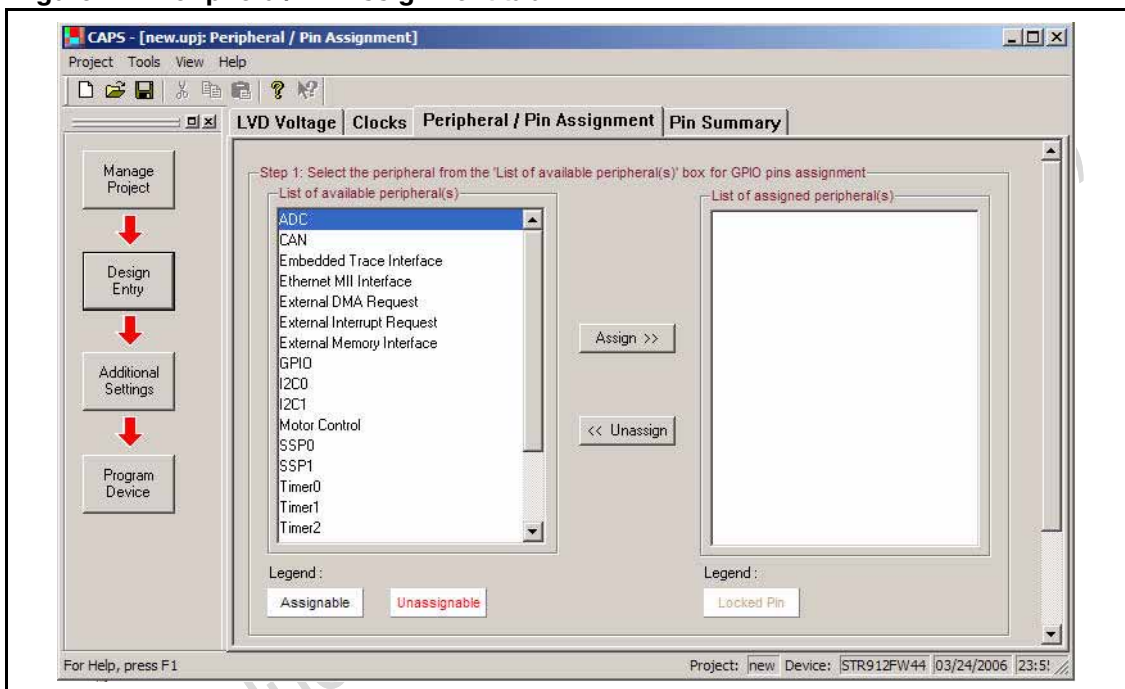 CAPS - [new.upj: Peripheral / Pin Assignment]
Project Tools View Help
LVD Voltage Clocks Peripheral / Pin Assignment Pin Summary
Manage
Project
Design
Entry
Additional
Settings
Program
Device
Step 1: Select the peripheral from the 'List of available peripheral(s)' box for GPIO pins assignment
List of available peripheral(s)
ADC
CAN
Embedded Trace Interface
Ethernet MII Interface
External DMA Request
External Interrupt Request
External Memory Interface
GPIO
I2C0
I2C1
Motor Control
SSP0
SSP1
Timer0
Timer1
Timer2
Assign >>
<< Unassign
List of assigned peripheral(s)
Legend :
Assignable Unassignable
Legend :
Locked Pin
For Help, press F1
Project: new Device: STR912FW44 03/24/2006